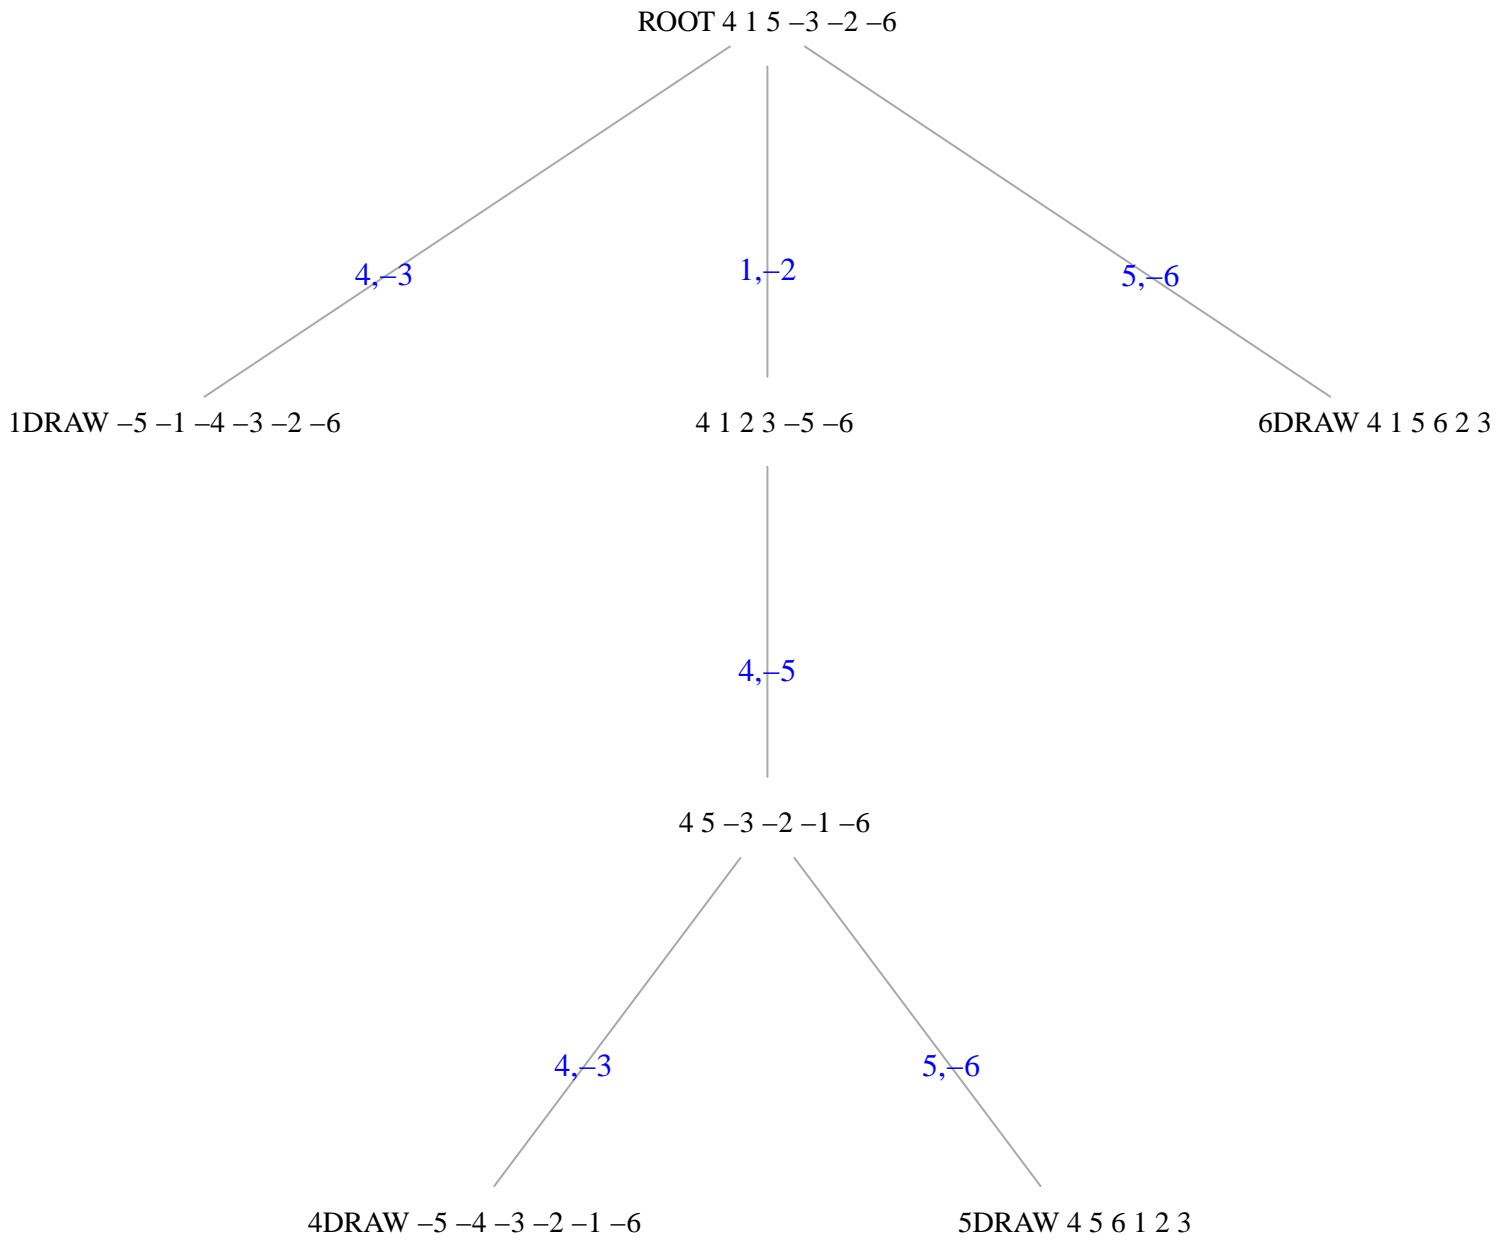 ROOT 4 1 5 –3 –2 –6
4,–3
1,–2
5,–6
1DRAW –5 –1 –4 –3 –2 –6
4 1 2 3 –5 –6
6DRAW 4 1 5 6 2 3
4,–5
4 5 –3 –2 –1 –6
4,–3
5,–6
4DRAW –5 –4 –3 –2 –1 –6
5DRAW 4 5 6 1 2 3